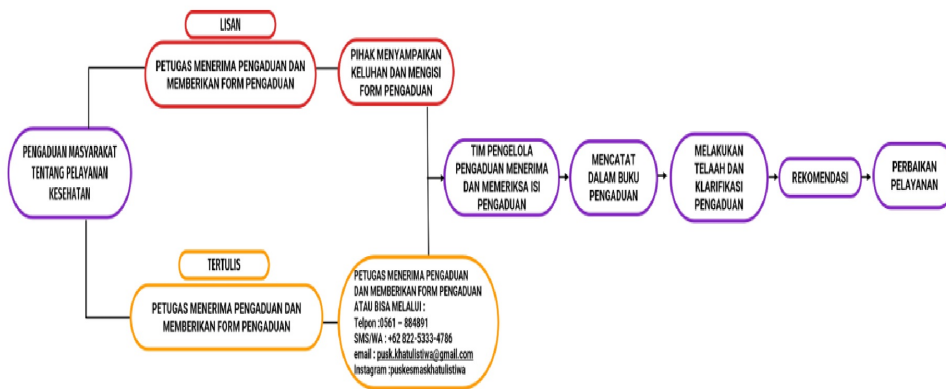 LISAN
PETUGAS MENERIMA PENGADUAN DAN
MEMBERIKAN FORM PENGADUAN
PIHAK MENYAMPAIKAN
KELUHAN DAN MENGISI
FORM PENGADUAN
PENGADUAN MASYARAKAT
TENTANG PELAYANAN
KESEHATAN
TIM PENGELOLA
PENGADUAN MENERIMA
DAN MEMERIKSA ISI
PENGADUAN
MENCATAT
DALAM BUKU
PENGADUAN
MELAKUKAN
TELAAH DAN
KLARIFIKASI
PENGADUAN
REKOMENDASI
PERBAIKAN
PELAYANAN
TERTULIS
PETUGAS MENERIMA PENGADUAN DAN
MEMBERIKAN FORM PENGADUAN
PETUGAS MENERIMA PENGADUAN
DAN MEMBERIKAN FORM PENGADUAN
ATAU BISA MELALUI :
Telpon :0561 – 884891
SMS/WA : +62 822-5333-4786
email : pusk.khatulistiwa@gmail.com
Instagram :puskesmaskhatulistiwa